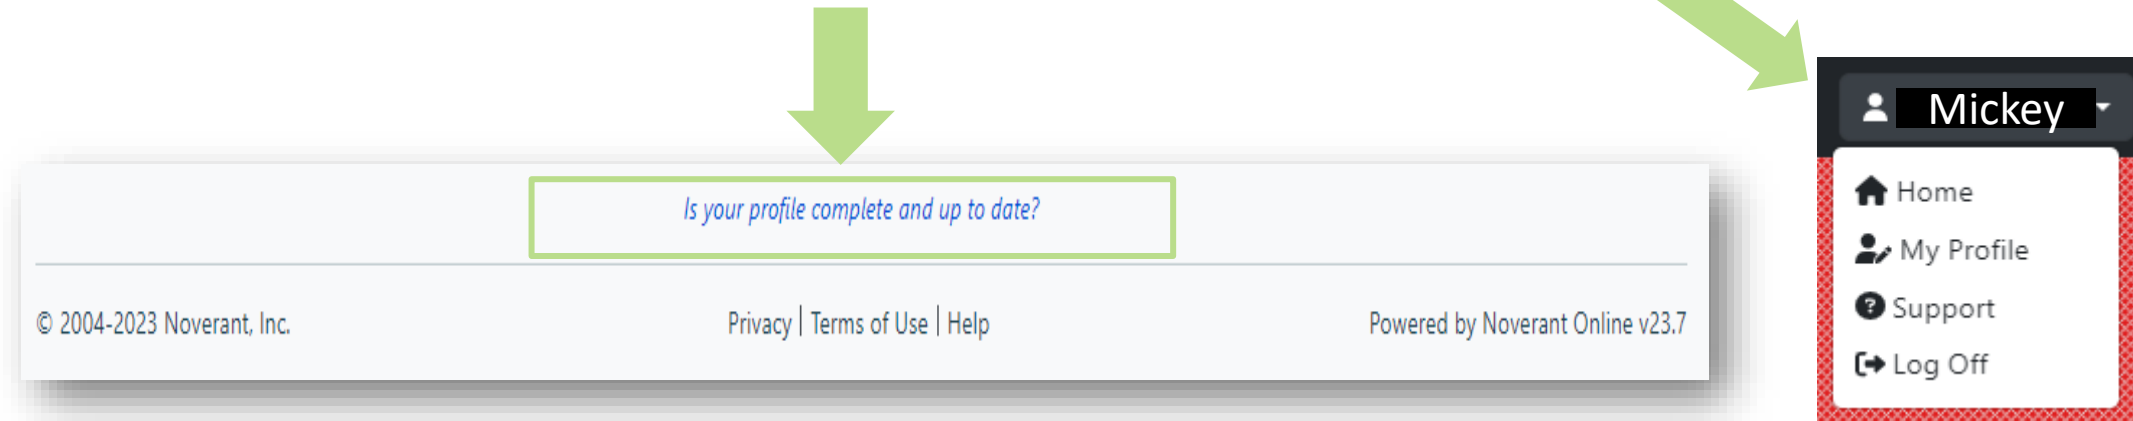 Is your profile complete and up to date?
© 2004-2023 Noverant, Inc.
Privacy | Terms of Use | Help
Powered by Noverant Online v23.7
Mickey
Home
My Profile
Support
Log Off